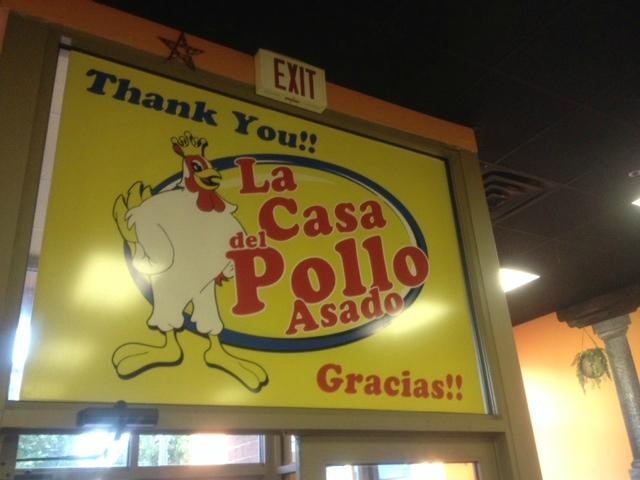 EXIT
Thank You!!
La
Casa
del
Pollo
Asado
Gracias!!